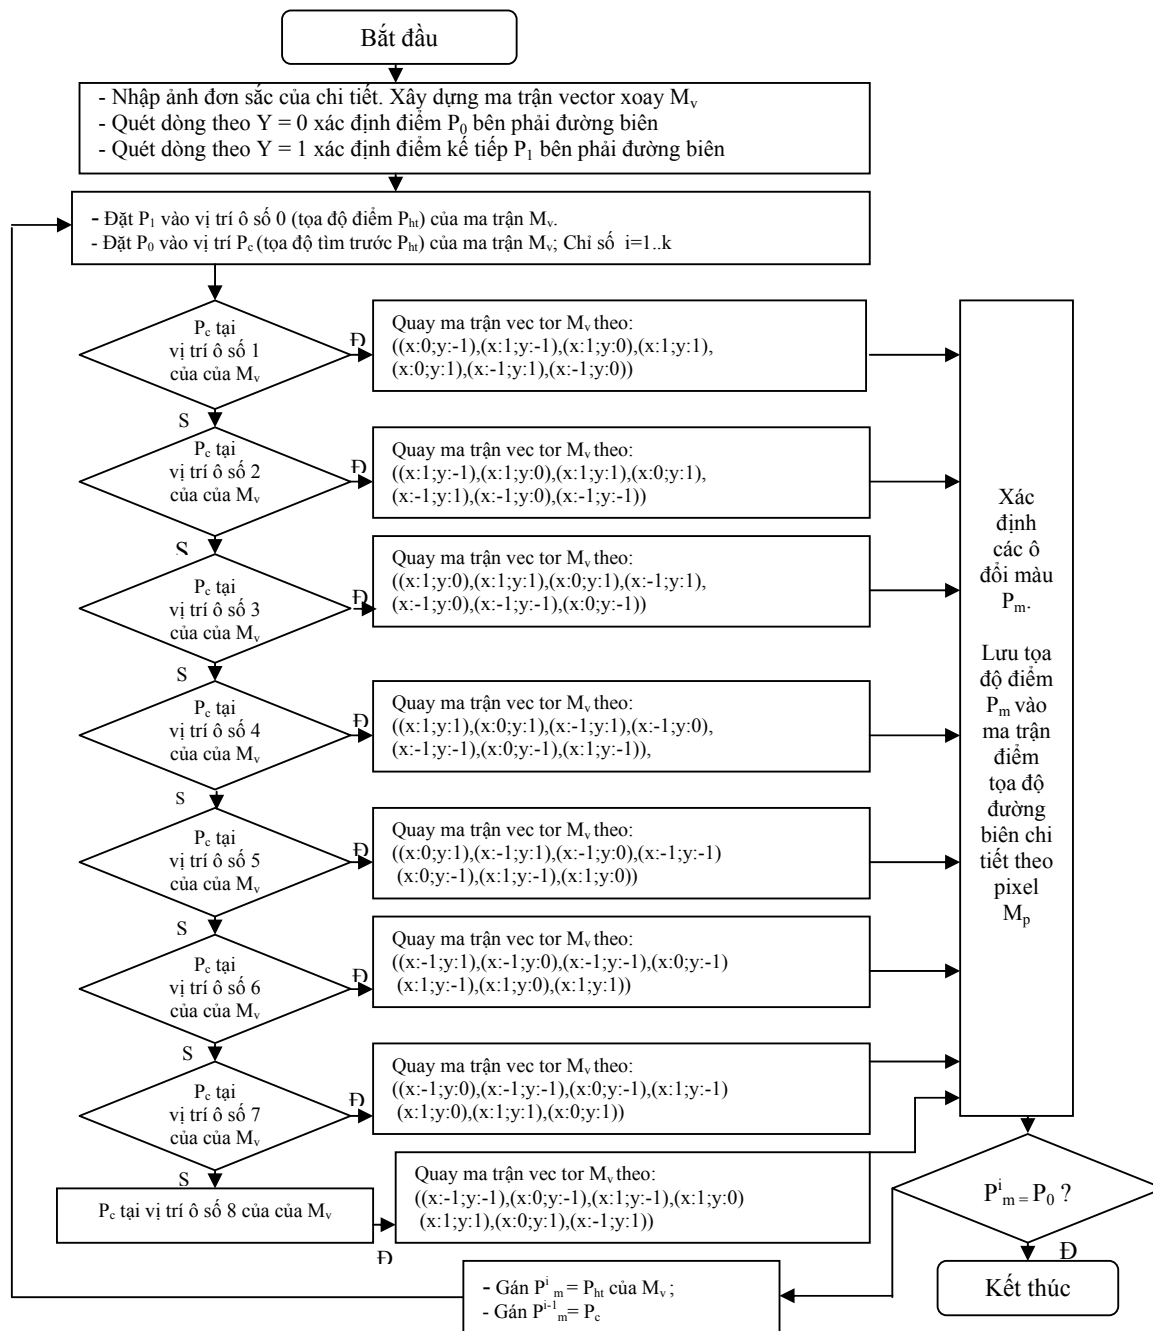 Bắt đầu
- Nhập ảnh đơn sắc của chi tiết. Xây dựng ma trận vector xoay Mv
- Quét dòng theo Y = 0 xác định điểm P0 bên phải đường biên
- Quét dòng theo Y = 1 xác định điểm kế tiếp P1 bên phải đường biên
- Đặt P1 vào vị trí ô số 0 (tọa độ điểm Pht) của ma trận Mv.
- Đặt P0 vào vị trí Pc (tọa độ tìm trước Pht) của ma trận Mv; Chỉ số i=1..k
Pc tại
vị trí ô số 1
của của Mv
Đ
S
Quay ma trận vec tor Mv theo:
((x:0;y:-1),(x:1;y:-1),(x:1;y:0),(x:1;y:1),
(x:0;y:1),(x:-1;y:1),(x:-1;y:0))
Pc tại
vị trí ô số 2
của của Mv
Đ
S
Quay ma trận vec tor Mv theo:
((x:1;y:-1),(x:1;y:0),(x:1;y:1),(x:0;y:1),
(x:-1;y:1),(x:-1;y:0),(x:-1;y:-1))
Pc tại
vị trí ô số 3
của của Mv
Đ
S
Quay ma trận vec tor Mv theo:
((x:1;y:0),(x:1;y:1),(x:0;y:1),(x:-1;y:1),
(x:-1;y:0),(x:-1;y:-1),(x:0;y:-1))
Pc tại
vị trí ô số 4
của của Mv
Đ
S
Quay ma trận vec tor Mv theo:
((x:1;y:1),(x:0;y:1),(x:-1;y:1),(x:-1;y:0),
(x:-1;y:-1),(x:0;y:-1),(x:1;y:-1)),
Pc tại
vị trí ô số 5
của của Mv
Đ
S
Quay ma trận vec tor Mv theo:
((x:0;y:1),(x:-1;y:1),(x:-1;y:0),(x:-1;y:-1)
(x:0;y:-1),(x:1;y:-1),(x:1;y:0))
Pc tại
vị trí ô số 6
của của Mv
Đ
S
Quay ma trận vec tor Mv theo:
((x:-1;y:1),(x:-1;y:0),(x:-1;y:-1),(x:0;y:-1)
(x:1;y:-1),(x:1;y:0),(x:1;y:1))
Pc tại
vị trí ô số 7
của của Mv
Đ
S
Quay ma trận vec tor Mv theo:
((x:-1;y:0),(x:-1;y:-1),(x:0;y:-1),(x:1;y:-1)
(x:1;y:0),(x:1;y:1),(x:0;y:1))
Pc tại vị trí ô số 8 của của Mv
Đ
Quay ma trận vec tor Mv theo:
((x:-1;y:-1),(x:0;y:-1),(x:1;y:-1),(x:1;y:0)
(x:1;y:1),(x:0;y:1),(x:-1;y:1))
Xác
định
các ô
đổi màu
Pm.
Lưu tọa
độ điểm
Pm vào
ma trận
điểm
tọa độ
đường
biên chi
tiết theo
pixel
Mp
Pim = P0 ?
Đ
Kết thúc
- Gán Pim = Pht của Mv ;
- Gán Pi-1m= Pc